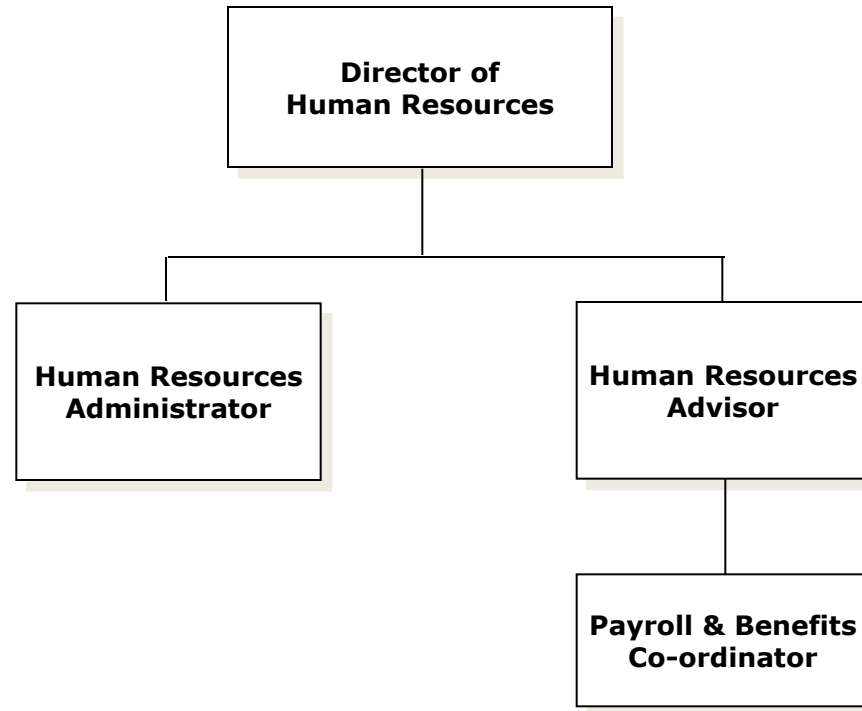 Director of
Human Resources
Human Resources
Administrator
Human Resources
Advisor
Payroll & Benefits
Co-ordinator